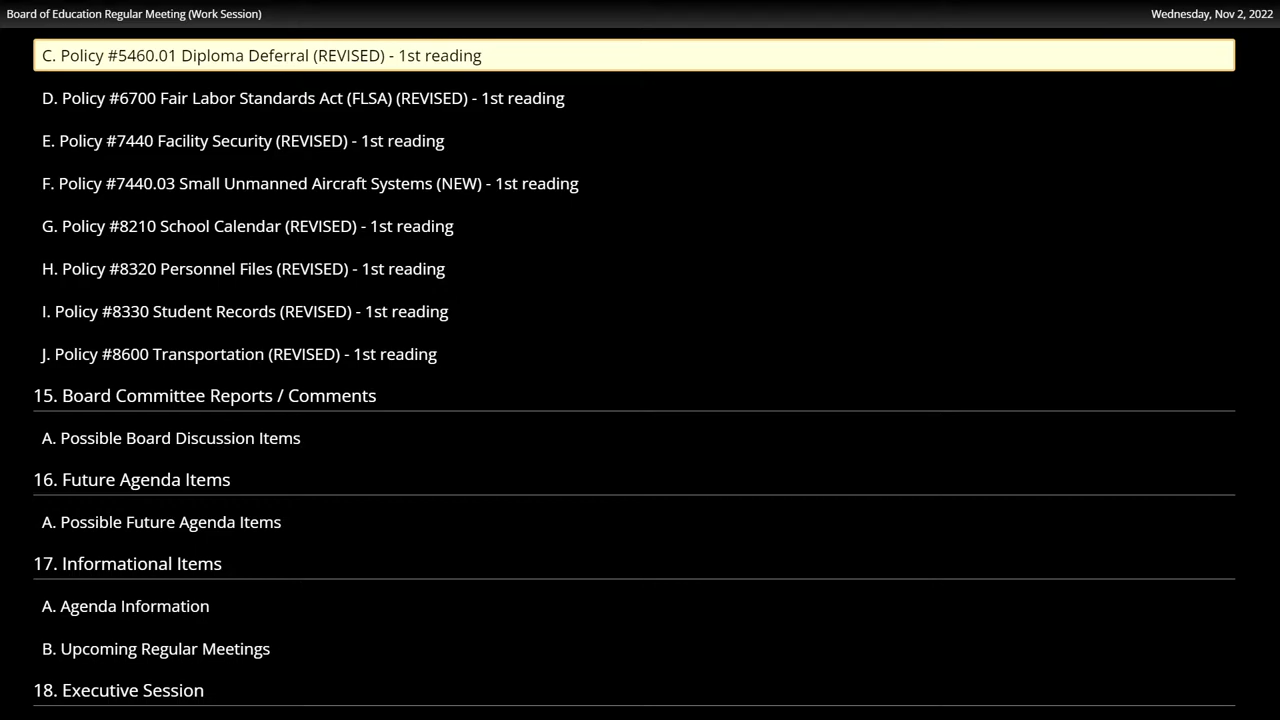 Board of Education Regular Meeting (Work Session)
Wednesday, Nov 2, 2022
C. Policy #5460.01 Diploma Deferral (REVISED) - 1st reading
D. Policy #6700 Fair Labor Standards Act (FLSA) (REVISED) - 1st reading
E. Policy #7440 Facility Security (REVISED) - 1st reading
F. Policy #7440.03 Small Unmanned Aircraft Systems (NEW) - 1st reading
G. Policy #8210 School Calendar (REVISED) - 1st reading
H. Policy #8320 Personnel Files (REVISED) - 1st reading
I. Policy #8330 Student Records (REVISED) - 1st reading
J. Policy #8600 Transportation (REVISED) - 1st reading
15. Board Committee Reports / Comments
A. Possible Board Discussion Items
16. Future Agenda Items
A. Possible Future Agenda Items
17. Informational Items
A. Agenda Information
B. Upcoming Regular Meetings
18. Executive Session